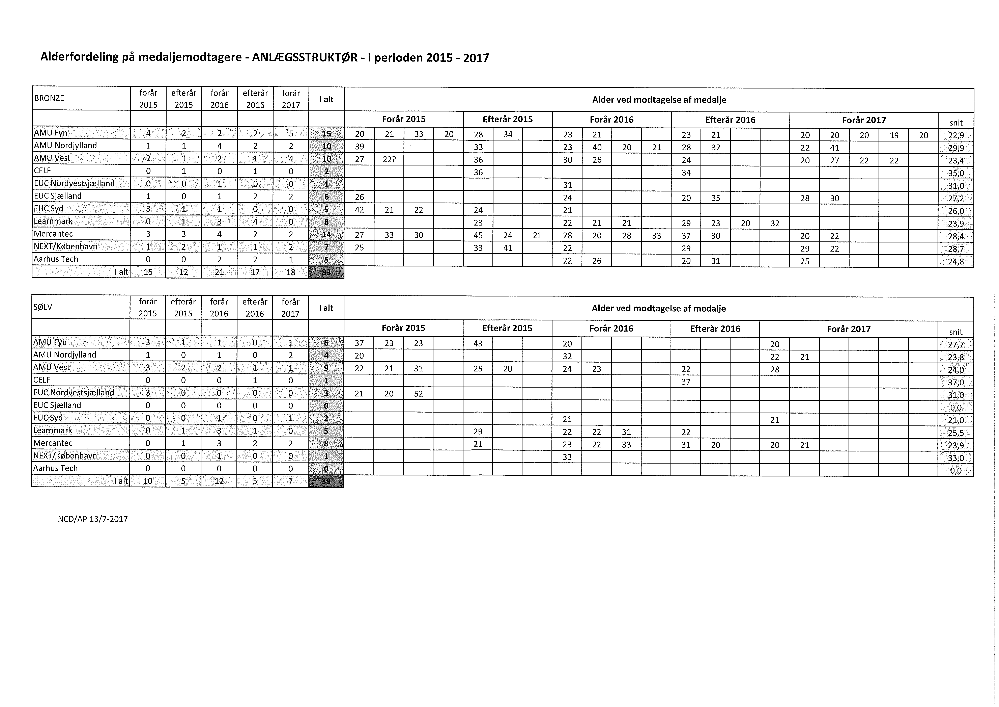 Alderfordeling på medaljemodtagere - ANLÆGSSTRUKTØR - i perioden 2015 - 2017
BRONZE forår 2015 efterår 2015 forår 2016 efterår 2016 forår 2017 I alt Alder ved modtagelse af medalje
Forår 2015 Efterår 2015 Forår 2016 Efterår 2016 Forår 2017 snit
AMU Fyn 4 2 2 2 5 15 20 21 33 20 28 34 23 21 23 21 20 20 20 19 20 22,9
AMU Nordjylland 1 1 4 2 2 10 39 33 23 40 20 21 28 32 22 41 29,9
AMU Vest 2 1 2 1 4 10 27 22? 36 30 26 24 20 27 22 22 23,4
CELF 0 1 0 1 0 2 36 34 35,0
EUC Nordvestsjælland 0 0 1 0 0 1 31 31,0
EUC Sjælland 1 0 1 2 2 6 26 24 20 35 28 30 27,2
EUC Syd 3 1 1 0 0 5 42 21 22 24 21 26,0
Learnmark 0 1 3 4 0 8 23 22 21 21 29 23 20 32 23,9
Mercantec 3 3 4 2 2 14 27 33 30 45 24 21 28 20 28 33 37 30 20 22 28,4
NEXT/København 1 2 1 1 2 7 25 33 41 22 29 29 22 28,7
Aarhus Tech 0 0 2 2 1 5 22 26 20 31 25 24,8
I alt 15 12 21 17 18 83
SØLV forår 2015 efterår 2015 forår 2016 efterår 2016 forår 2017 I alt Alder ved modtagelse af medalje
Forår 2015 Efterår 2015 Forår 2016 Efterår 2016 Forår 2017 snit
AMU Fyn 3 1 1 0 1 6 37 23 23 43 20 20 27,7
AMU Nordjylland 1 0 1 0 2 4 20 32 22 21 23,8
AMU Vest 3 2 2 1 1 9 22 21 31 25 20 24 23 22 28 24,0
CELF 0 0 0 1 0 1 37 37,0
EUC Nordvestsjælland 3 0 0 0 0 3 21 20 52 31,0
EUC Sjælland 0 0 0 0 0 0 0,0
EUC Syd 0 0 1 0 1 2 21 21 21,0
Learnmark 0 1 3 1 0 5 29 22 22 31 22 25,5
Mercantec 0 1 3 2 2 8 21 23 22 33 31 20 20 21 23,9
NEXT/København 0 0 1 0 0 1 33 33,0
Aarhus Tech 0 0 0 0 0 0 0,0
I alt 10 5 12 5 7 39
NCD/AP 13/7-2017